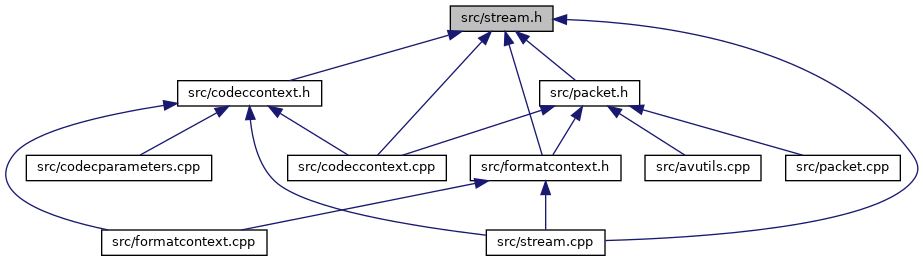 src/stream.h
src/codeccontext.h
src/packet.h
src/codecparameters.cpp
src/codeccontext.cpp
src/formatcontext.h
src/avutils.cpp
src/packet.cpp
src/formatcontext.cpp
src/stream.cpp